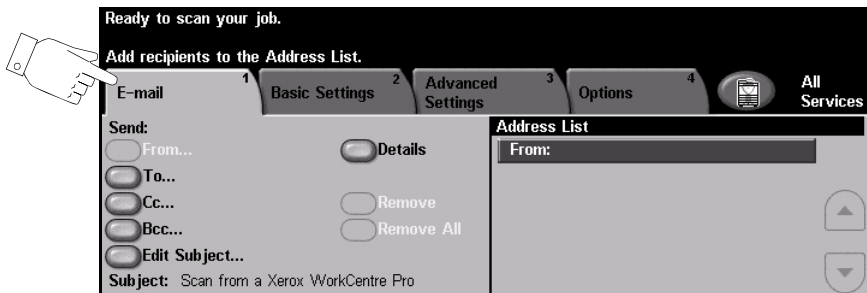 Ready to scan your job.
Add recipients to the Address List.
E-mail 1
Basic Settings 2
Advanced Settings 3
Options 4
All Services
Send:
From...
Details
To...
Cc...
Remove
Bcc...
Remove All
Edit Subject...
Subject: Scan from a Xerox WorkCentre Pro
Address List
From: